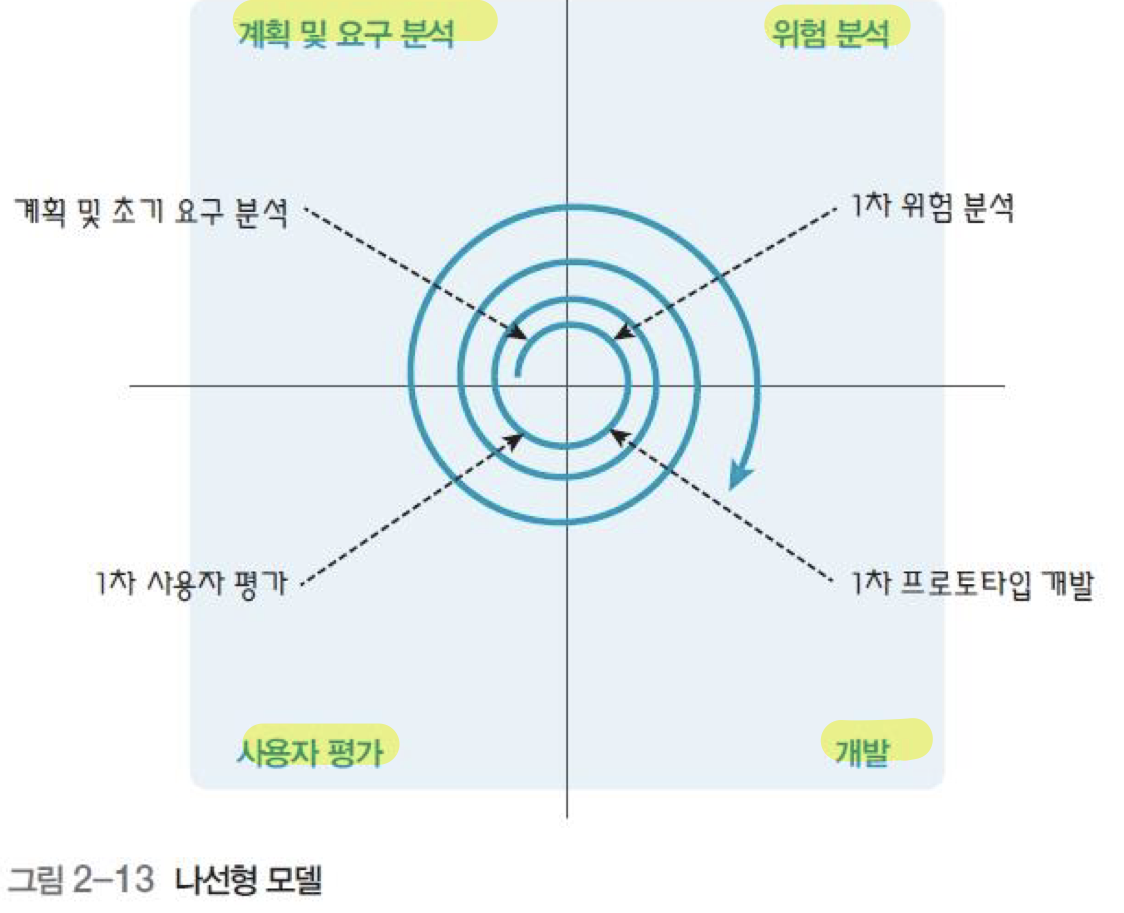 계획 및 요구 분석
위험 분석
계획 및 초기 요구 분석
1차 위험 분석
1차 사용자 평가
1차 프로토타입 개발
사용자 평가
개발
그림 2-13 나선형 모델